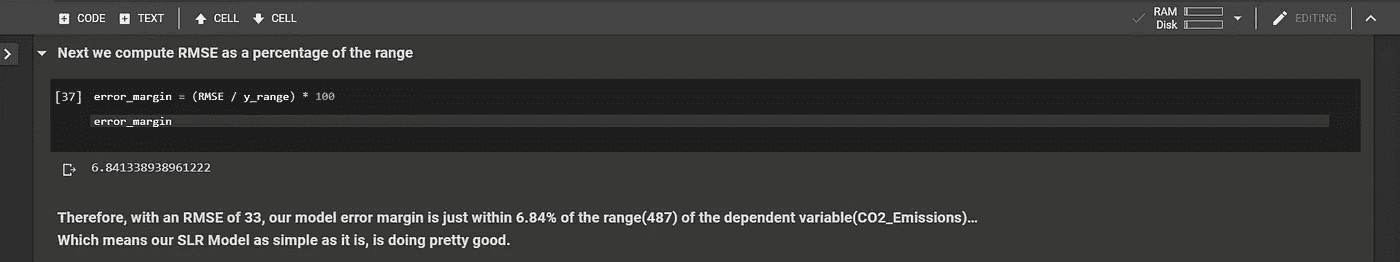 CODE TEXT CELL CELL RAM Disk EDITING
Next we compute RMSE as a percentage of the range
[37] error_margin = (RMSE / y_range) * 100
error_margin
6.841338938961222
Therefore, with an RMSE of 33, our model error margin is just within 6.84% of the range(487) of the dependent variable(CO2_Emissions)...
Which means our SLR Model as simple as it is, is doing pretty good.